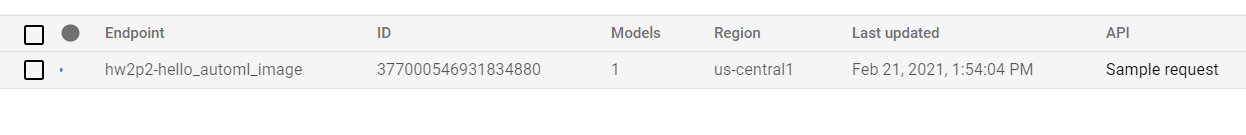 Endpoint ID Models Region Last updated API
hw2p2-hello_automl_image 377000546931834880 1 us-central1 Feb 21, 2021, 1:54:04 PM Sample request